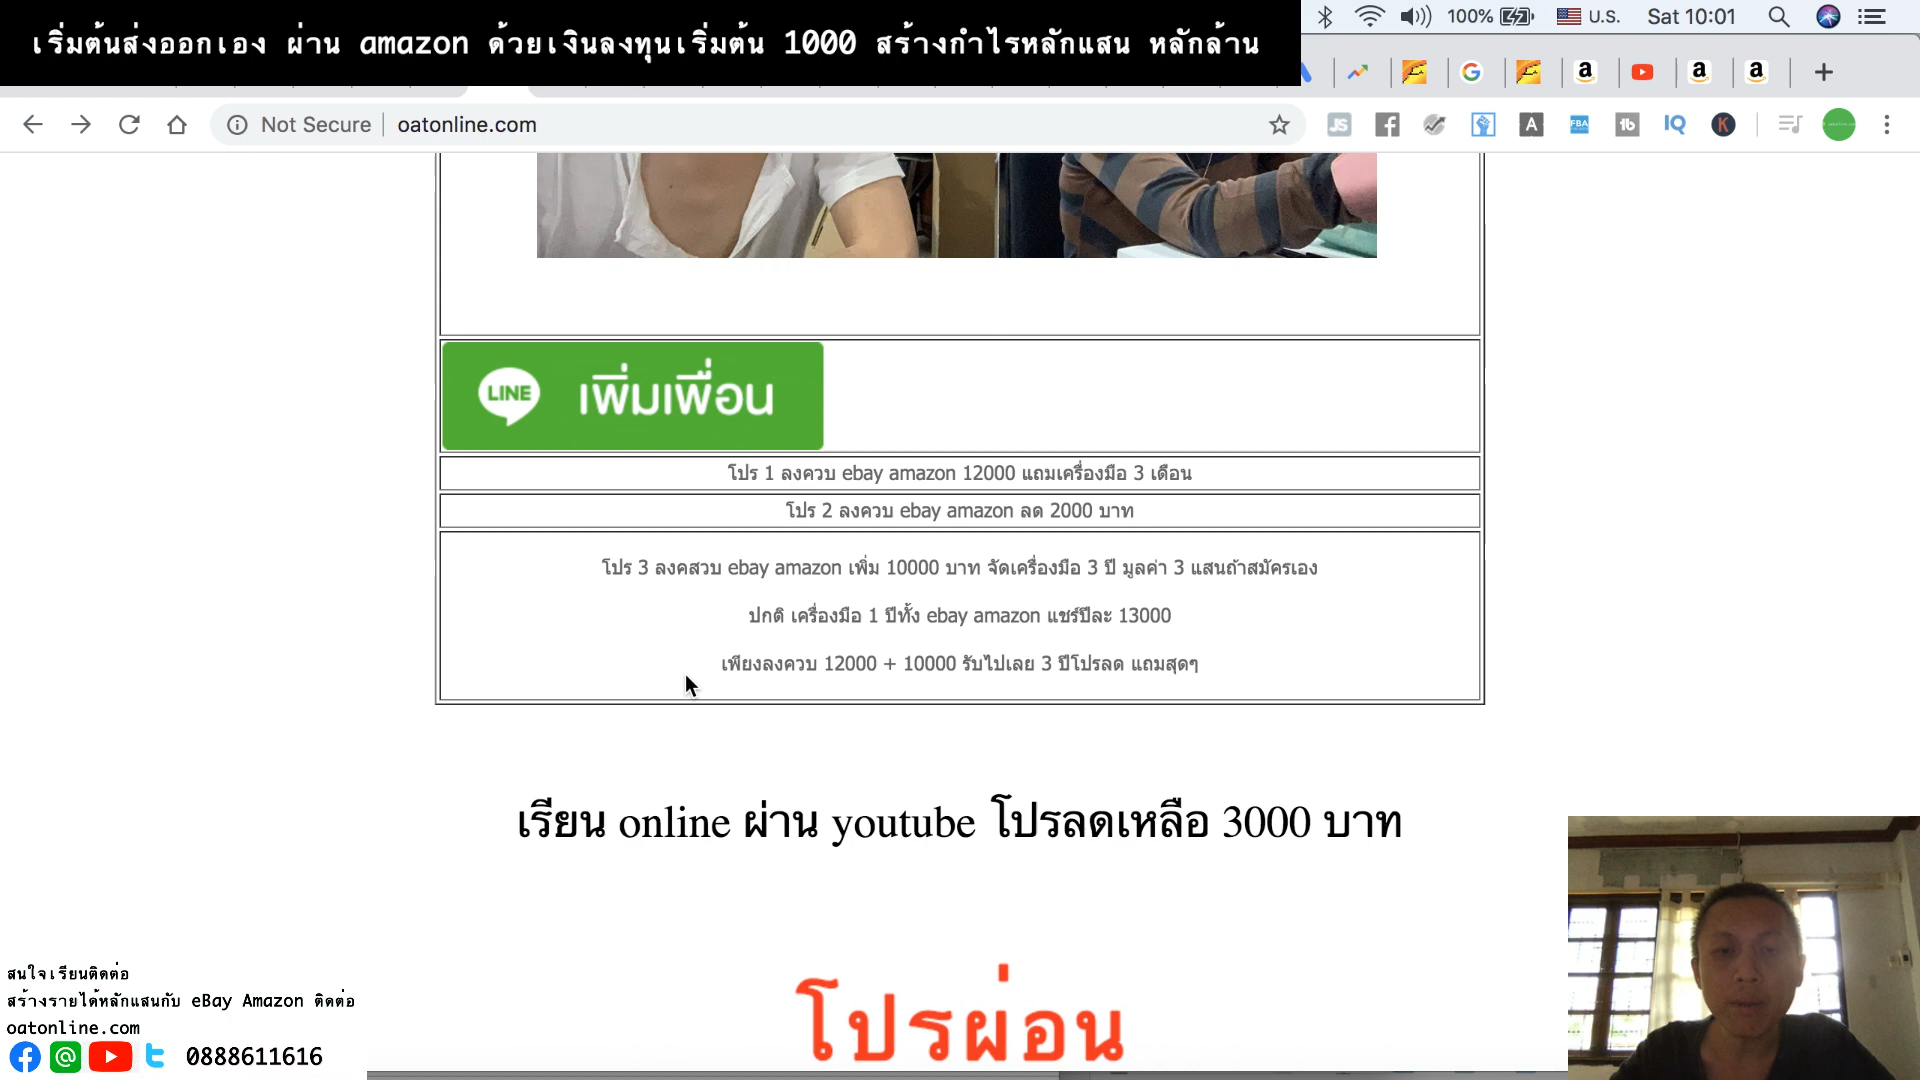 เริ่มต้นส่งออกเอง ผ่าน amazon ด้วยเงินลงทุนเริ่มต้น 1000 สร้างกำไรหลักแสน หลักล้าน
100% U.S. Sat 10:01
Not Secure oatonline.com
LINE เพิ่มเพื่อน
โปร 1 ลงควบ ebay amazon 12000 แถมเครื่องมือ 3 เดือน
โปร 2 ลงควบ ebay amazon ลด 2000 บาท
โปร 3 ลงคสวบ ebay amazon เพิ่ม 10000 บาท จัดเครื่องมือ 3 ปี มูลค่า 3 แสนถ้าสมัครเอง
ปกติ เครื่องมือ 1 ปีทั้ง ebay amazon แชร์ปีละ 13000
เพียงลงควบ 12000 + 10000 รับไปเลย 3 ปีโปรลด แถมสุดๆ
เรียน online ผ่าน youtube โปรลดเหลือ 3000 บาท
โปรผ่อน
สนใจเรียนติดต่อ
สร้างรายได้หลักแสนกับ eBay Amazon ติดต่อ
oatonline.com
0888611616